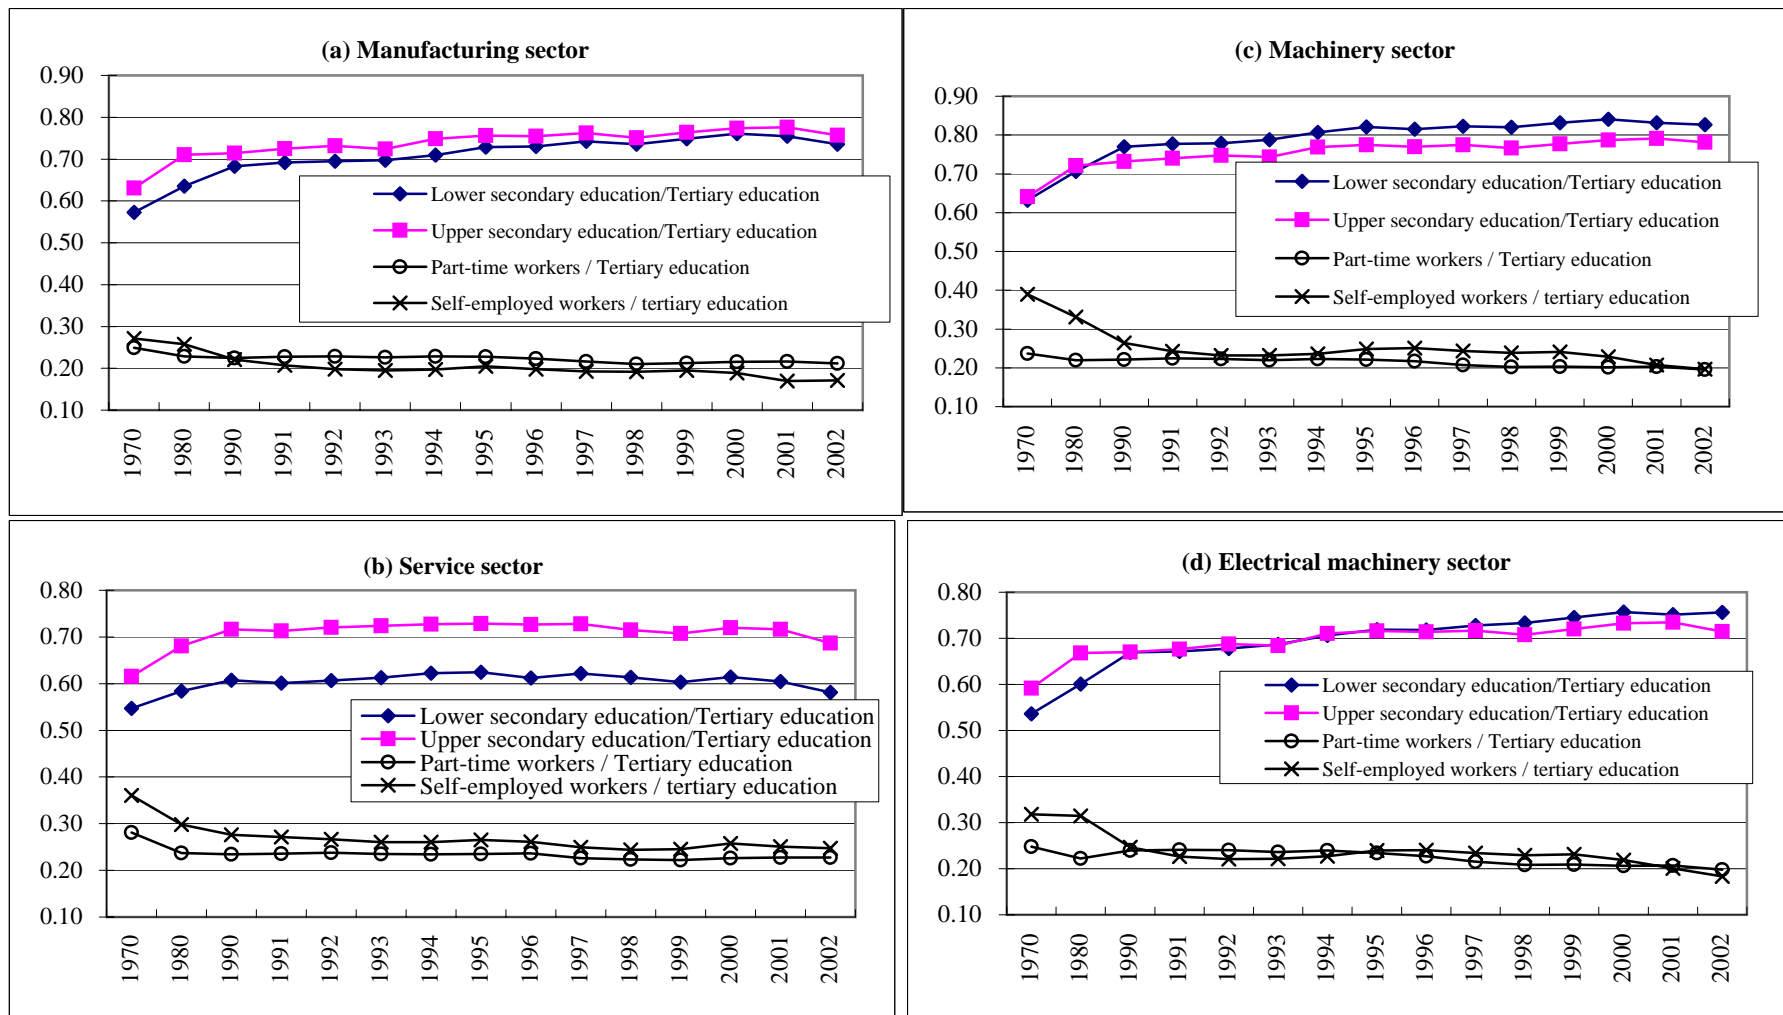 (a) Manufacturing sector
0.90
0.80
0.70
0.60
0.50
0.40
0.30
0.20
0.10
Lower secondary education/Tertiary education
Upper secondary education/Tertiary education
Part-time workers / Tertiary education
Self-employed workers / tertiary education
1970 1980 1990 1991 1992 1993 1994 1995 1996 1997 1998 1999 2000 2001 2002
(c) Machinery sector
0.90
0.80
0.70
0.60
0.50
0.40
0.30
0.20
0.10
Lower secondary education/Tertiary education
Upper secondary education/Tertiary education
Part-time workers / Tertiary education
Self-employed workers / tertiary education
1970 1980 1990 1991 1992 1993 1994 1995 1996 1997 1998 1999 2000 2001 2002
(b) Service sector
0.80
0.70
0.60
0.50
0.40
0.30
0.20
0.10
Lower secondary education/Tertiary education
Upper secondary education/Tertiary education
Part-time workers / Tertiary education
Self-employed workers / tertiary education
1970 1980 1990 1991 1992 1993 1994 1995 1996 1997 1998 1999 2000 2001 2002
(d) Electrical machinery sector
0.80
0.70
0.60
0.50
0.40
0.30
0.20
0.10
Lower secondary education/Tertiary education
Upper secondary education/Tertiary education
Part-time workers / Tertiary education
Self-employed workers / tertiary education
1970 1980 1990 1991 1992 1993 1994 1995 1996 1997 1998 1999 2000 2001 2002